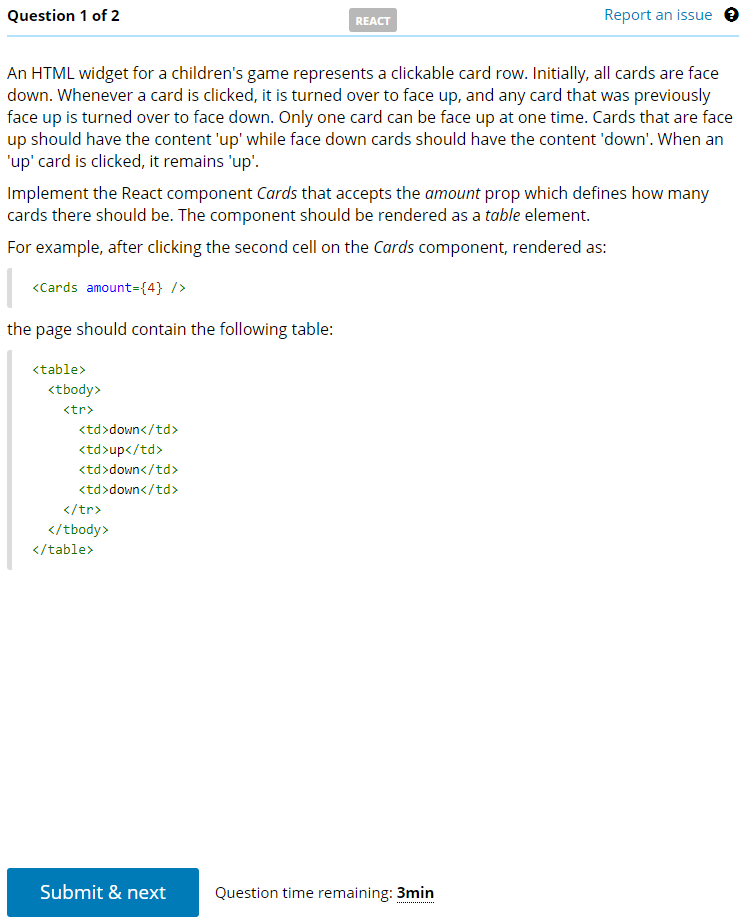 Question 1 of 2
REACT
Report an issue ?
An HTML widget for a children's game represents a clickable card row. Initially, all cards are face
down. Whenever a card is clicked, it is turned over to face up, and any card that was previously
face up is turned over to face down. Only one card can be face up at one time. Cards that are face
up should have the content 'up' while face down cards should have the content 'down'. When an
'up' card is clicked, it remains 'up'.
Implement the React component Cards that accepts the amount prop which defines how many
cards there should be. The component should be rendered as a table element.
For example, after clicking the second cell on the Cards component, rendered as:
<Cards amount={4} />
the page should contain the following table:
<table>
<tbody>
<tr>
<td>down</td>
<td>up</td>
<td>down</td>
<td>down</td>
</tr>
</tbody>
</table>
Submit & next
Question time remaining: 3min